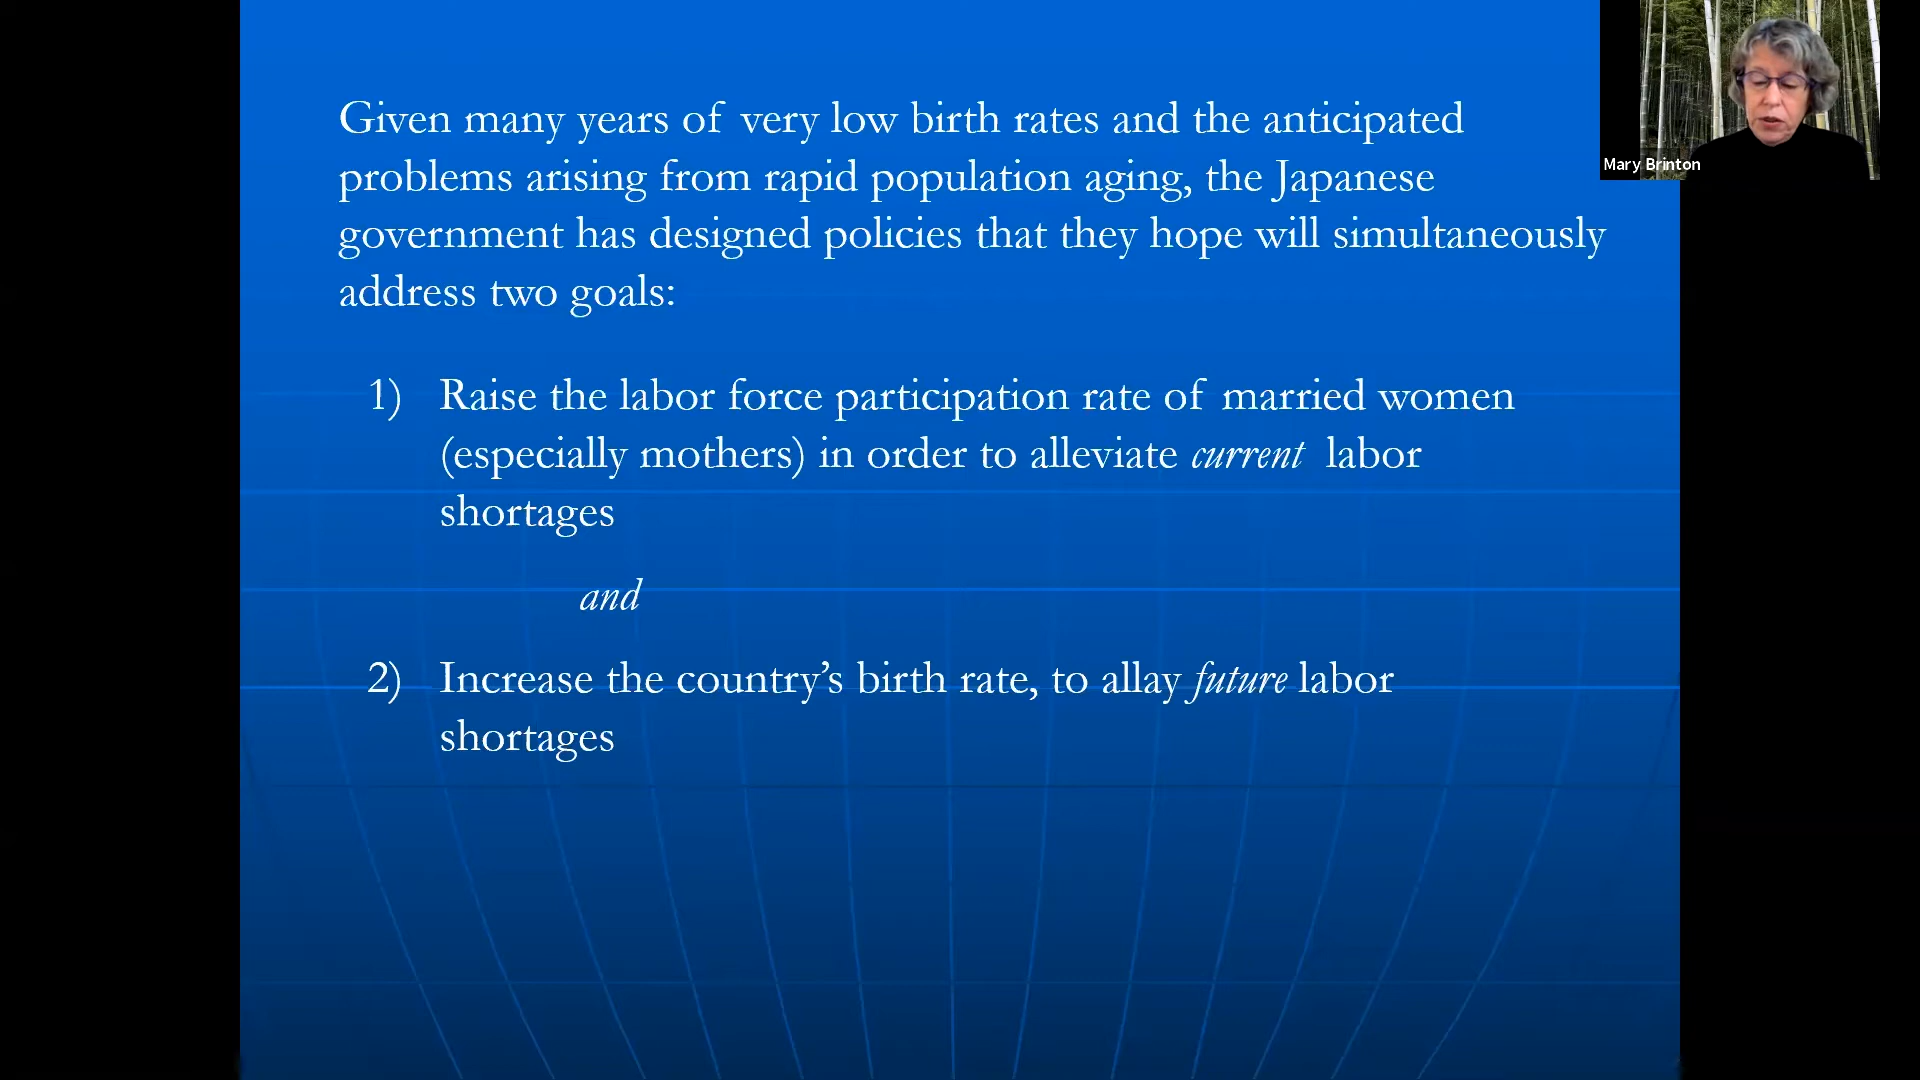 Given many years of very low birth rates and the anticipated
problems arising from rapid population aging, the Japanese
government has designed policies that they hope will simultaneously
address two goals:
1) Raise the labor force participation rate of married women
(especially mothers) in order to alleviate current labor
shortages
and
2) Increase the country’s birth rate, to allay future labor
shortages
Mary Brinton